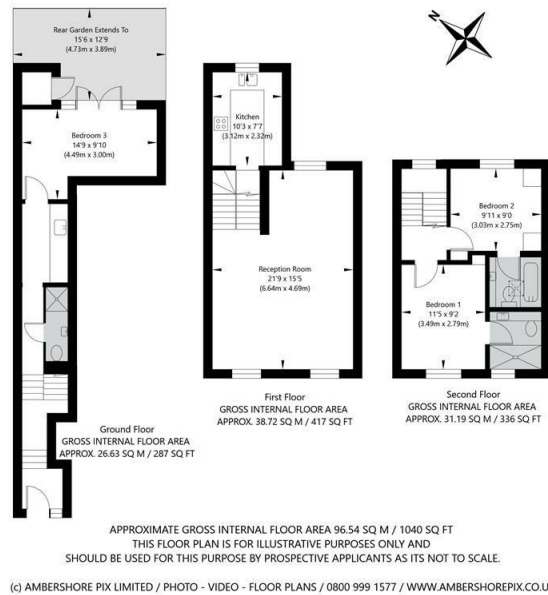 Rear Garden Extends To
15'6 x 12'9
(4.73m x 3.89m)
N
Bedroom 3
14'9 x 9'10
(4.49m x 3.00m)
Kitchen
10'3 x 7'7
(3.12m x 2.32m)
Reception Room
21'9 x 15'5
(6.64m x 4.69m)
Bedroom 2
9'11 x 9'0
(3.03m x 2.75m)
Bedroom 1
11'5 x 9'2
(3.49m x 2.79m)
Ground Floor
GROSS INTERNAL FLOOR AREA
APPROX. 26.63 SQ M / 287 SQ FT
First Floor
GROSS INTERNAL FLOOR AREA
APPROX. 38.72 SQ M / 417 SQ FT
Second Floor
GROSS INTERNAL FLOOR AREA
APPROX. 31.19 SQ M / 336 SQ FT
APPROXIMATE GROSS INTERNAL FLOOR AREA 96.54 SQ M / 1040 SQ FT
THIS FLOOR PLAN IS FOR ILLUSTRATIVE PURPOSES ONLY AND
SHOULD BE USED FOR THIS PURPOSE BY PROSPECTIVE APPLICANTS AS ITS NOT TO SCALE.
(c) AMBERSHORE PIX LIMITED / PHOTO - VIDEO - FLOOR PLANS / 0800 999 1577 / WWW.AMBERSHOREPIX.CO.U